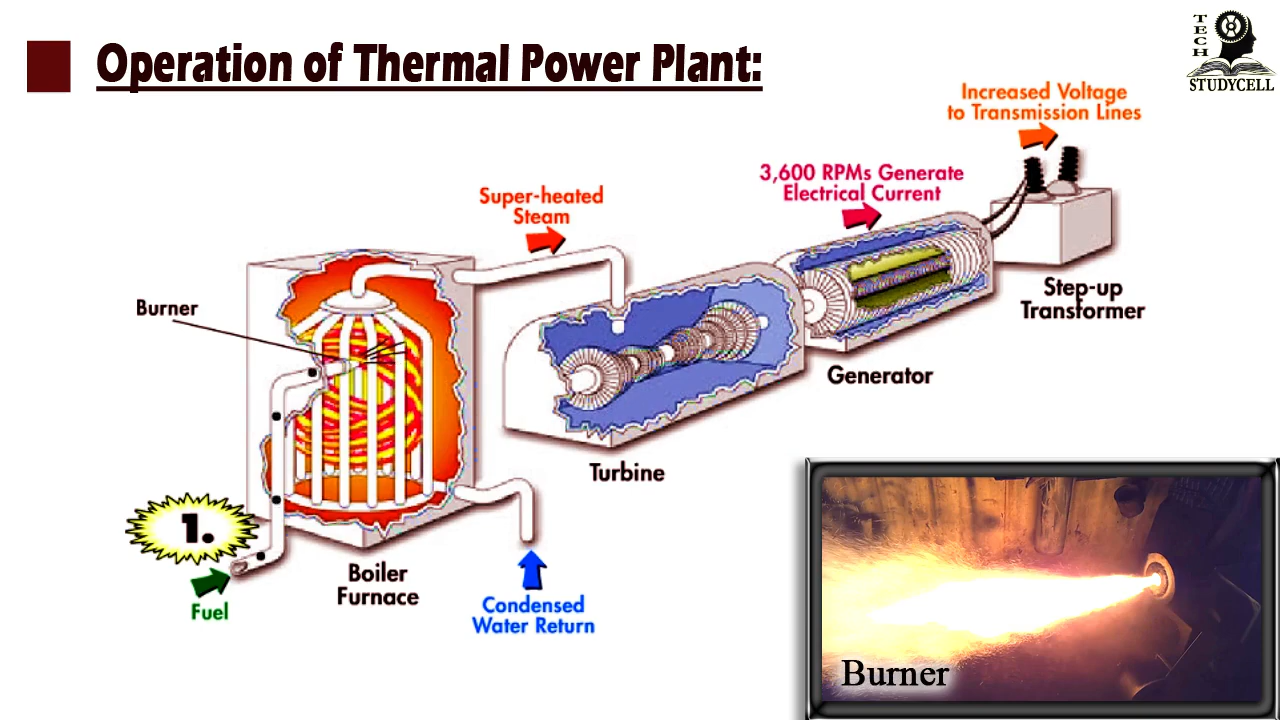 Operation of Thermal Power Plant:
TECH
STUDYCELL
Increased Voltage
to Transmission Lines
3,600 RPMs Generate
Electrical Current
Super-heated
Steam
Burner
Step-up
Transformer
Generator
Turbine
1.
Fuel
Boiler
Furnace
Condensed
Water Return
Burner